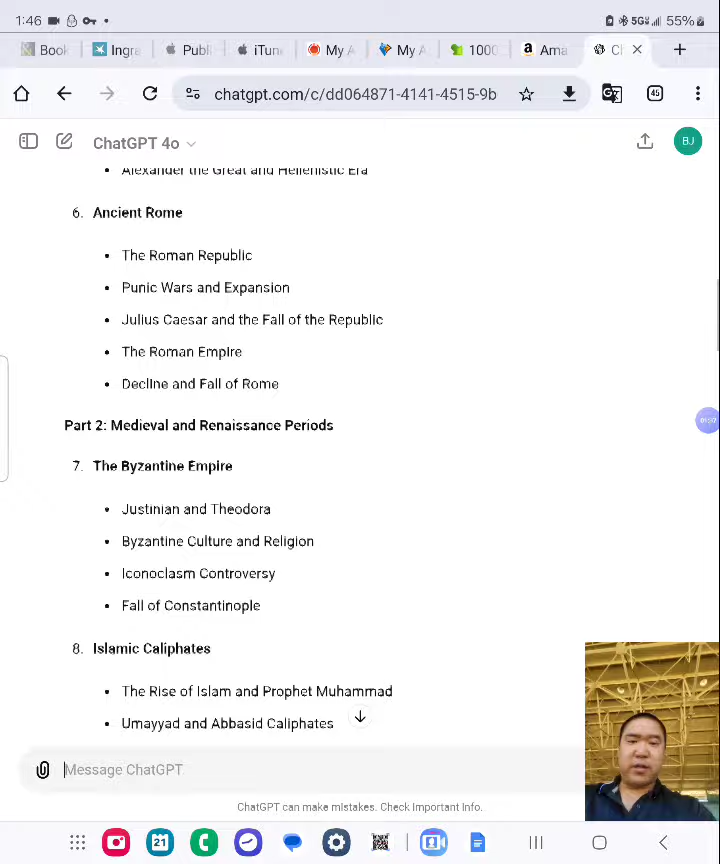 1:46
5G
55%
Book
Ingra
Publi
iTun
My A
My A
1000
Ama
chatgpt.com/c/dd064871-4141-4515-9b
45
ChatGPT 4o
BJ
• Alexander the Great and Hellenistic Era
6. Ancient Rome
• The Roman Republic
• Punic Wars and Expansion
• Julius Caesar and the Fall of the Republic
• The Roman Empire
• Decline and Fall of Rome
Part 2: Medieval and Renaissance Periods
7. The Byzantine Empire
• Justinian and Theodora
• Byzantine Culture and Religion
• Iconoclasm Controversy
• Fall of Constantinople
8. Islamic Caliphates
• The Rise of Islam and Prophet Muhammad
• Umayyad and Abbasid Caliphates
Message ChatGPT
ChatGPT can make mistakes. Check important info.
21